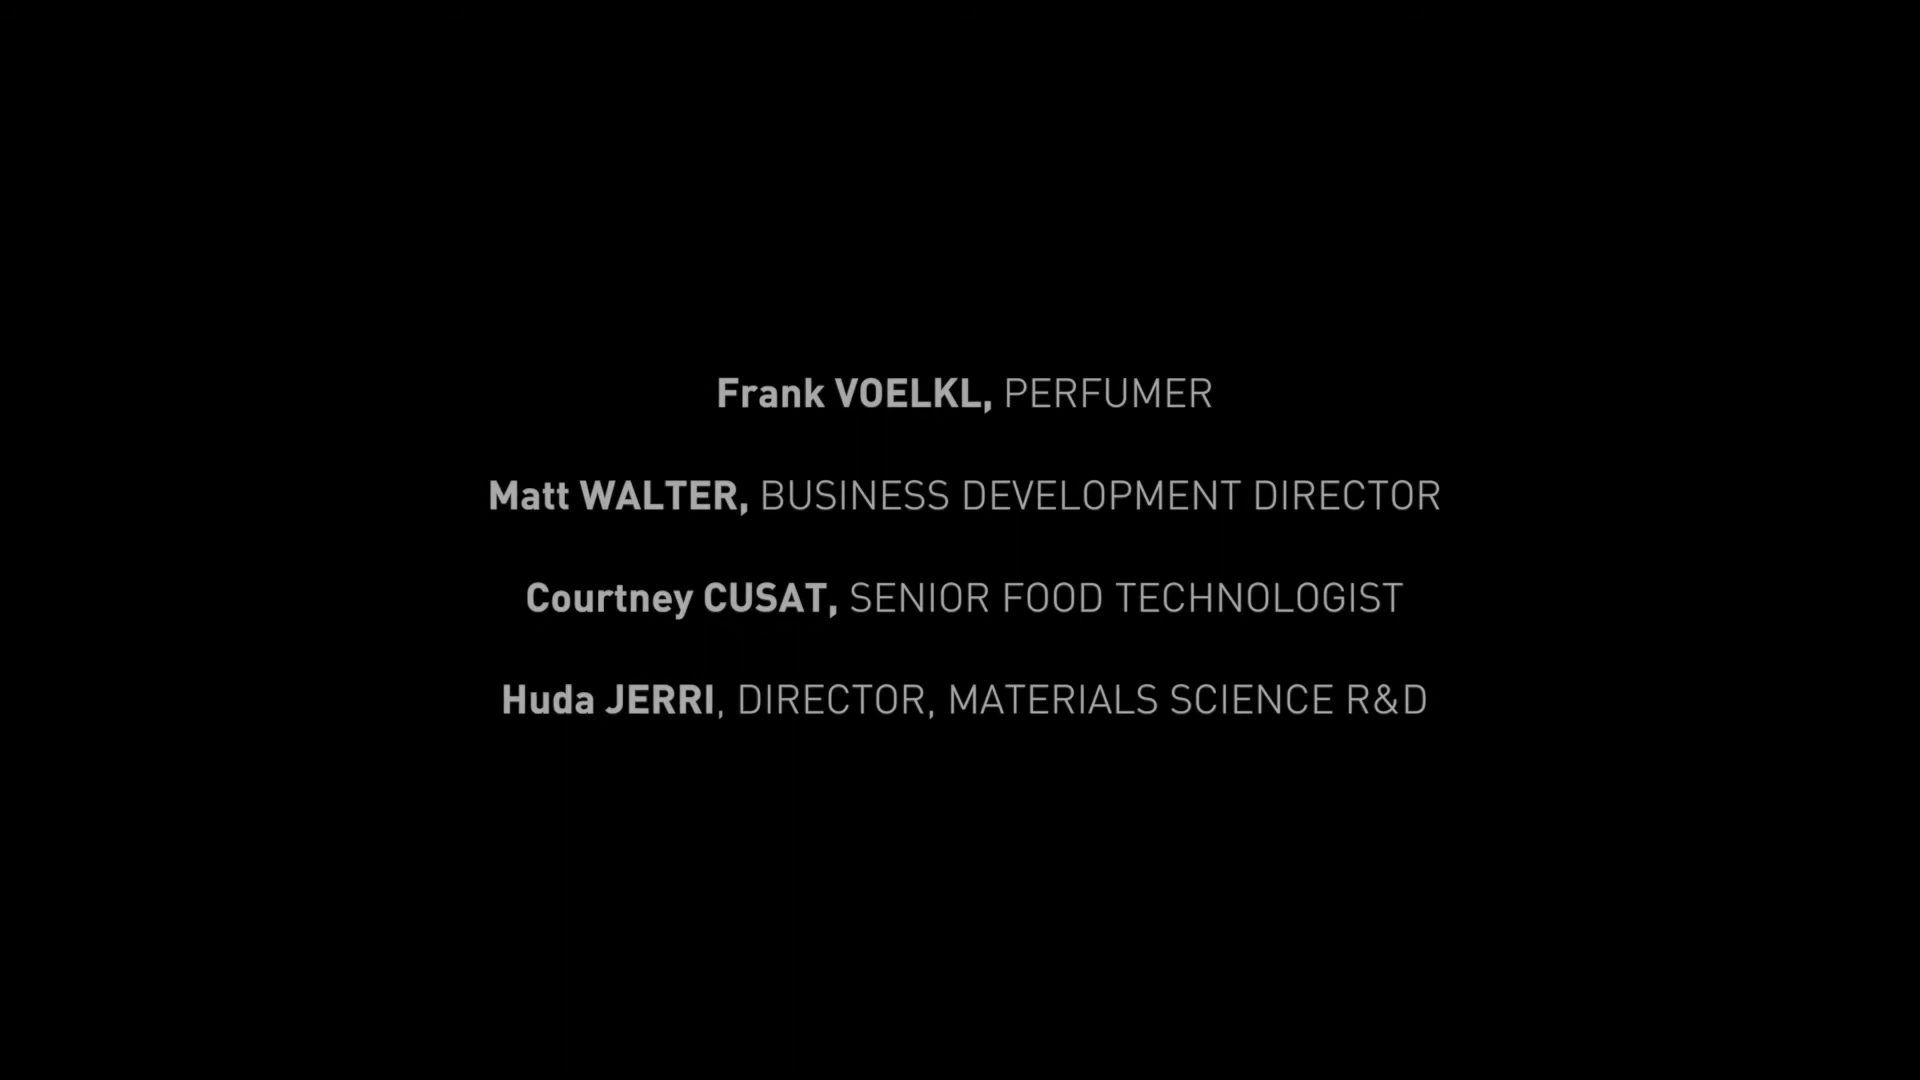 Frank VOELKL, PERFUMER
Matt WALTER, BUSINESS DEVELOPMENT DIRECTOR
Courtney CUSAT, SENIOR FOOD TECHNOLOGIST
Huda JERRI, DIRECTOR, MATERIALS SCIENCE R&D